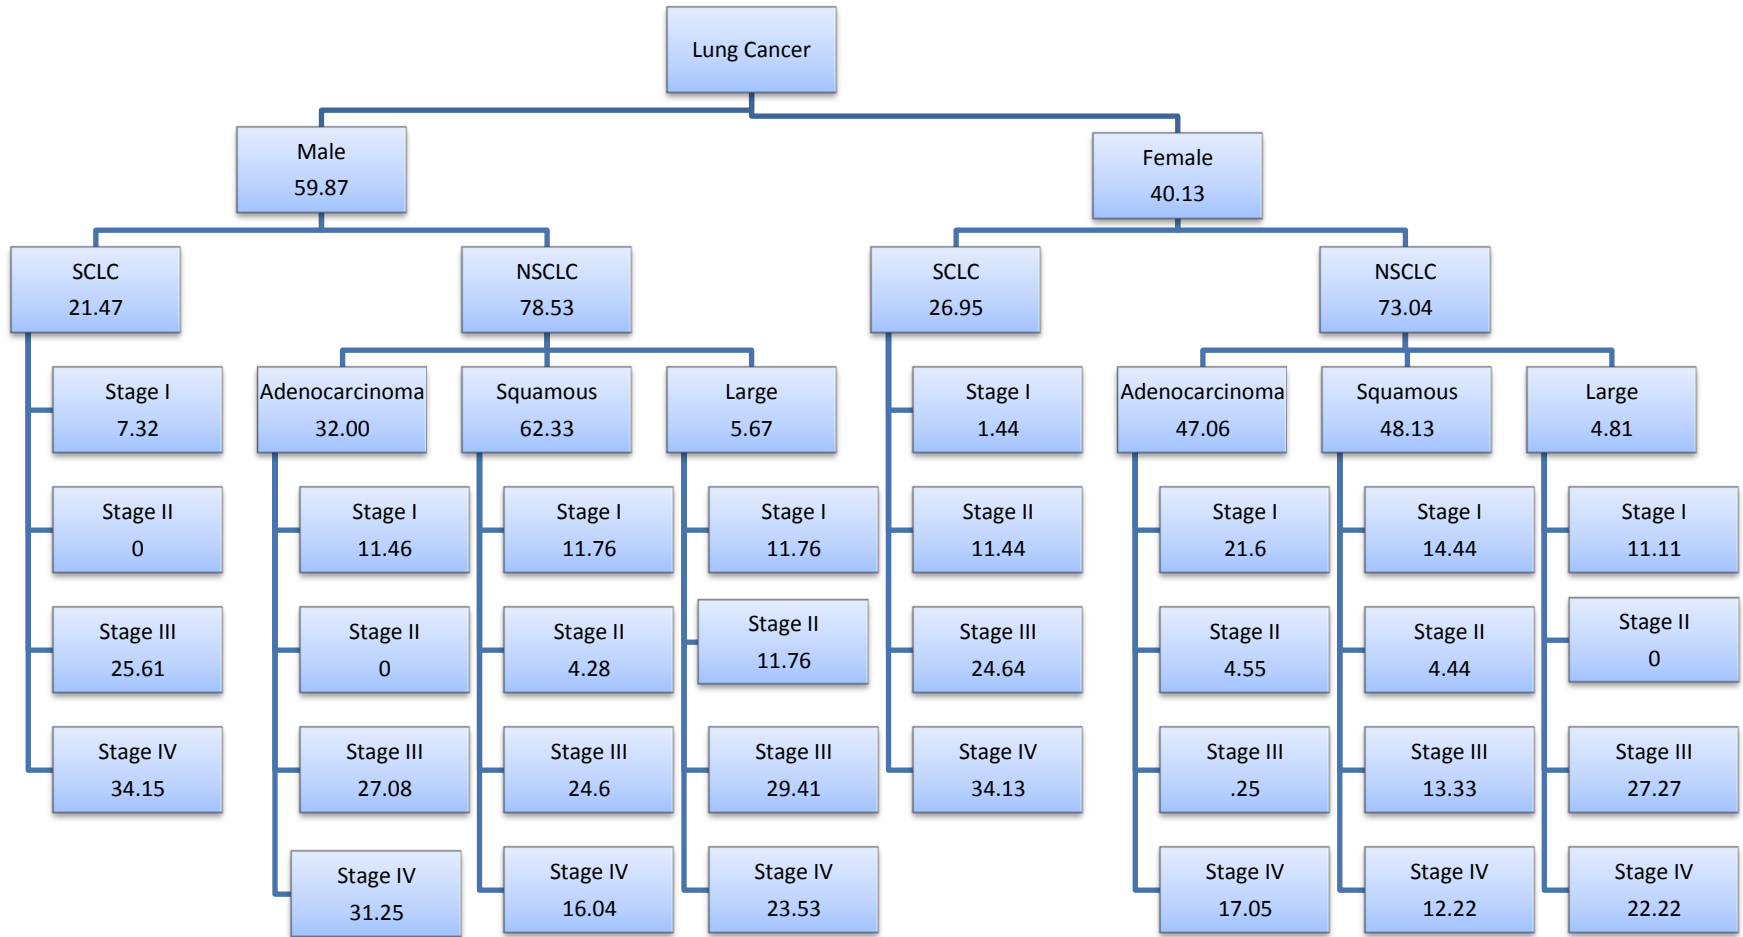 Lung Cancer
Male
59.87
Female
40.13
SCLC
21.47
NSCLC
78.53
SCLC
26.95
NSCLC
73.04
Stage I
7.32
Stage II
0
Stage III
25.61
Stage IV
34.15
Adenocarcinoma
32.00
Stage I
11.46
Stage II
0
Stage III
27.08
Stage IV
31.25
Squamous
62.33
Stage I
11.76
Stage II
4.28
Stage III
24.6
Stage IV
16.04
Large
5.67
Stage I
11.76
Stage II
11.76
Stage III
29.41
Stage IV
23.53
Stage I
1.44
Stage II
11.44
Stage III
24.64
Stage IV
34.13
Adenocarcinoma
47.06
Stage I
21.6
Stage II
4.55
Stage III
.25
Stage IV
17.05
Squamous
48.13
Stage I
14.44
Stage II
4.44
Stage III
13.33
Stage IV
12.22
Large
4.81
Stage I
11.11
Stage II
0
Stage III
27.27
Stage IV
22.22